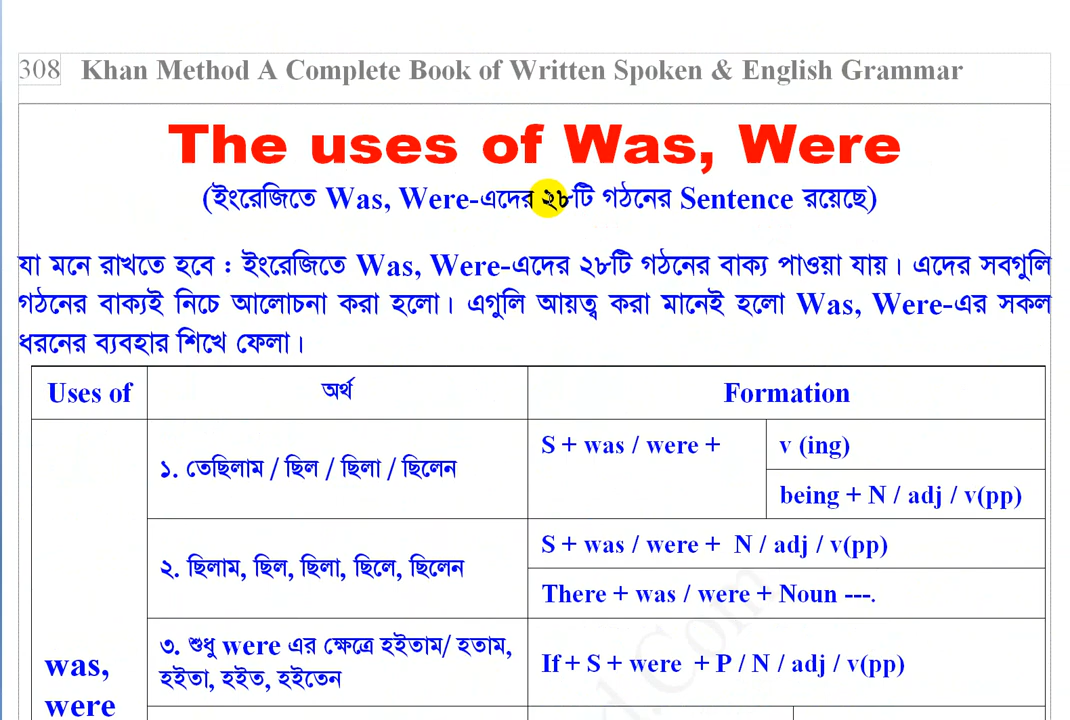 308 Khan Method A Complete Book of Written Spoken & English Grammar
The uses of Was, Were
(ইংরেজিতে Was, Were-এদের ২৮টি গঠনের Sentence রয়েছে)
যা মনে রাখতে হবে : ইংরেজিতে Was, Were-এদের ২৮টি গঠনের বাক্য পাওয়া যায়। এদের সবগুলি
গঠনের বাক্যই নিচে আলোচনা করা হলো। এগুলি আয়ত্ব করা মানেই হলো Was, Were-এর সকল
ধরনের ব্যবহার শিখে ফেলা।
Uses of অর্থ Formation
১. তেছিলাম / ছিল / ছিলা / ছিলেন
S + was / were + v (ing)
being + N / adj / v(pp)
২. ছিলাম, ছিল, ছিলা, ছিলে, ছিলেন
S + was / were + N / adj / v(pp)
There + was / were + Noun ---.
৩. শুধু were এর ক্ষেত্রে হইতাম/ হতাম,
হইতা, হইত, হইতেন
If + S + were + P / N / adj / v(pp)
was,
were
d.Com